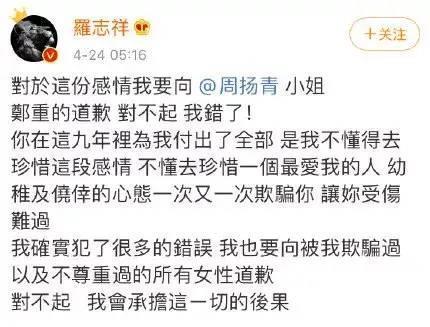 羅志祥
4-24 05:16
+关注
對於這份感情我要向 @周扬青 小姐
鄭重的道歉 對不起 我錯了!
你在這九年裡為我付出了全部 是我不懂得去
珍惜這段感情 不懂去珍惜一個最愛我的人 幼
稚及僥倖的心態一次又一次欺騙你 讓妳受傷
難過
我確實犯了很多的錯誤 我也要向被我欺騙過
以及不尊重過的所有女性道歉
對不起 我會承擔這一切的後果